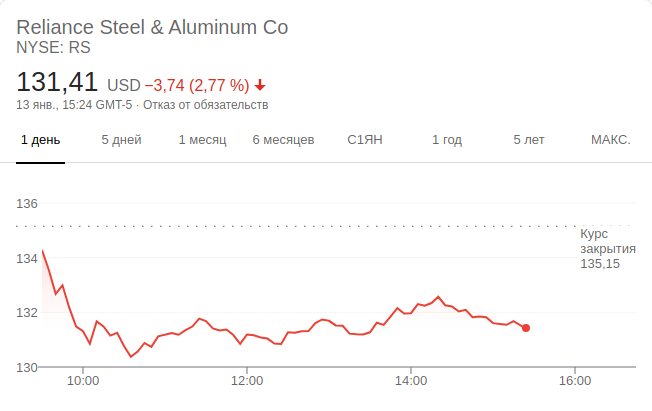 Reliance Steel & Aluminum Co
NYSE: RS
131,41 USD −3,74 (2,77 %)
13 янв., 15:24 GMT-5 · Отказ от обязательств
1 день 5 дней 1 месяц 6 месяцев С1ЯН 1 год 5 лет МАКС.
136
Курс
закрытия
134
135,15
132
130
10:00 12:00 14:00 16:00